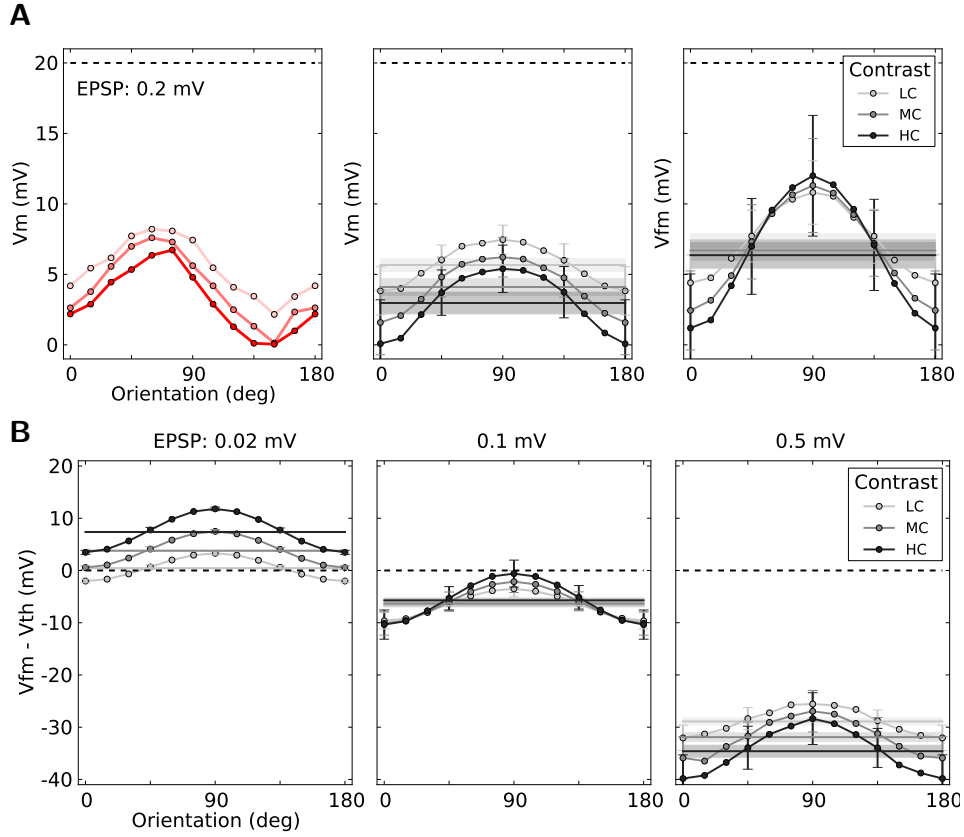 A
EPSP: 0.2 mV
Vm (mV)
20
15
10
5
0
0 90 180
Orientation (deg)
Vm (mV)
0 90 180
Vfm (mV)
Contrast
LC
MC
HC
0 90 180
B
EPSP: 0.02 mV
0.1 mV
0.5 mV
Vfm - Vth (mV)
20
10
0
-10
-20
-30
-40
0 90 180
Orientation (deg)
0 90 180
Contrast
LC
MC
HC
0 90 180